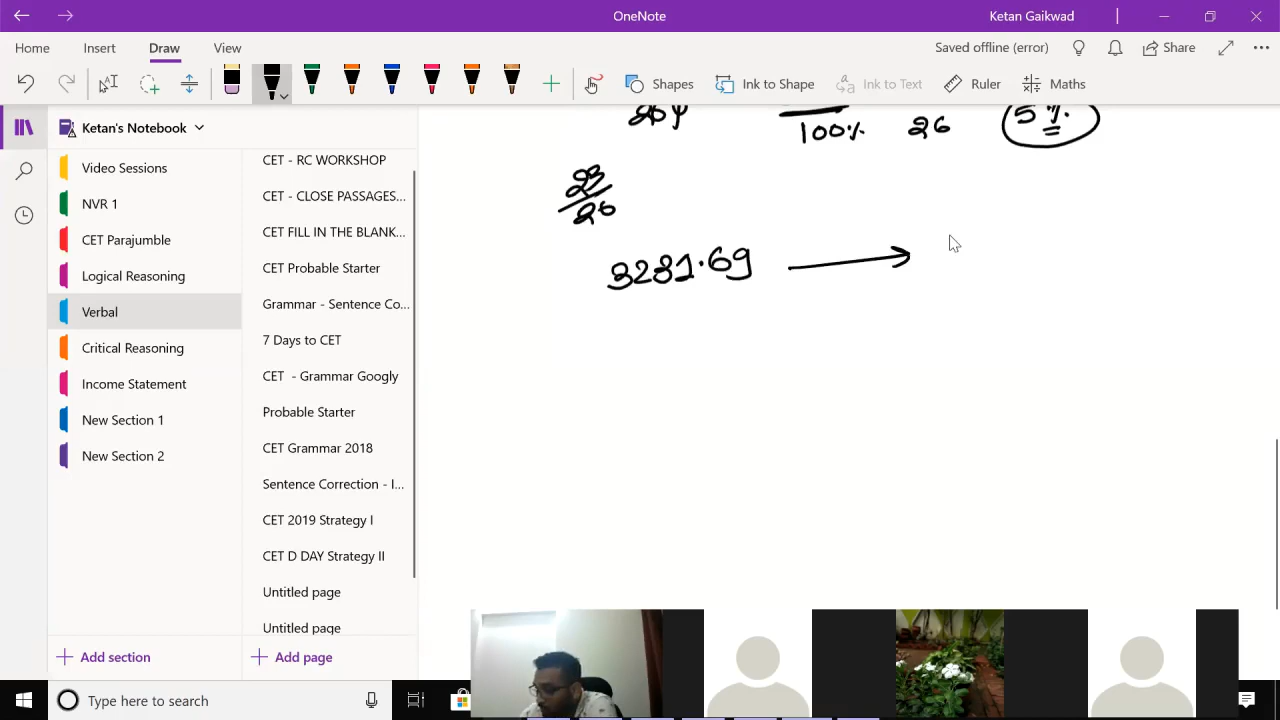 OneNote
Ketan Gaikwad
Home Insert Draw View
Saved offline (error)
Share
Shapes
Ink to Shape
Ink to Text
Ruler
Maths
Ketan's Notebook
Video Sessions
NVR 1
CET Parajumble
Logical Reasoning
Verbal
Critical Reasoning
Income Statement
New Section 1
New Section 2
Add section
CET - RC WORKSHOP
CET - CLOSE PASSAGES...
CET FILL IN THE BLANK...
CET Probable Starter
Grammar - Sentence Co...
7 Days to CET
CET - Grammar Googly
Probable Starter
CET Grammar 2018
Sentence Correction - I...
CET 2019 Strategy I
CET D DAY Strategy II
Untitled page
Untitled page
Add page
100% 26 5%
23
26
3231.69
Type here to search